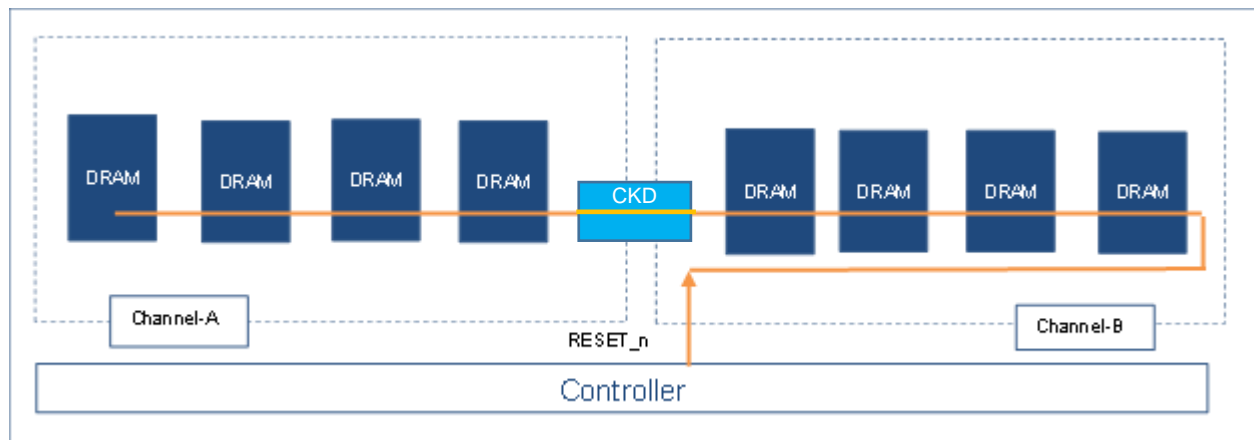 CKD
DRAM
DRAM
DRAM
DRAM
DRAM
DRAM
DRAM
DRAM
Channel-A
RESET_n
Channel-B
Controller